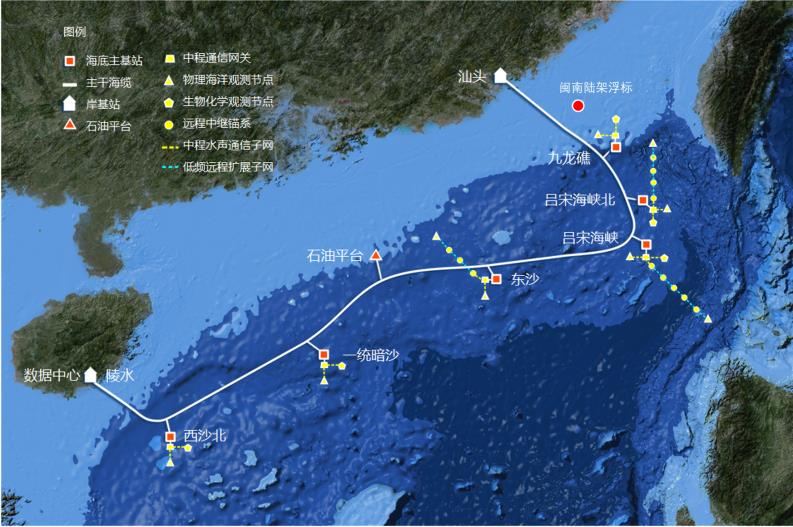 图例
海底主基站
主干海缆
岸基站
石油平台
中程通信网关
物理海洋观测节点
生物化学观测节点
远程中继锚系
中程水声通信子网
低频远程扩展子网
汕头
闽南陆架浮标
九龙礁
吕宋海峡北
吕宋海峡
石油平台
东沙
一统暗沙
数据中心
陵水
西沙北